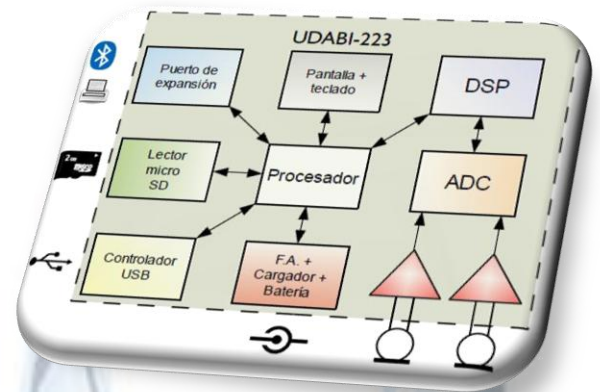 UDABI-223
Puerto de
expansión
Pantalla +
teclado
DSP
Lector
micro
SD
Procesador
ADC
Controlador
USB
F.A. +
Cargador +
Batería